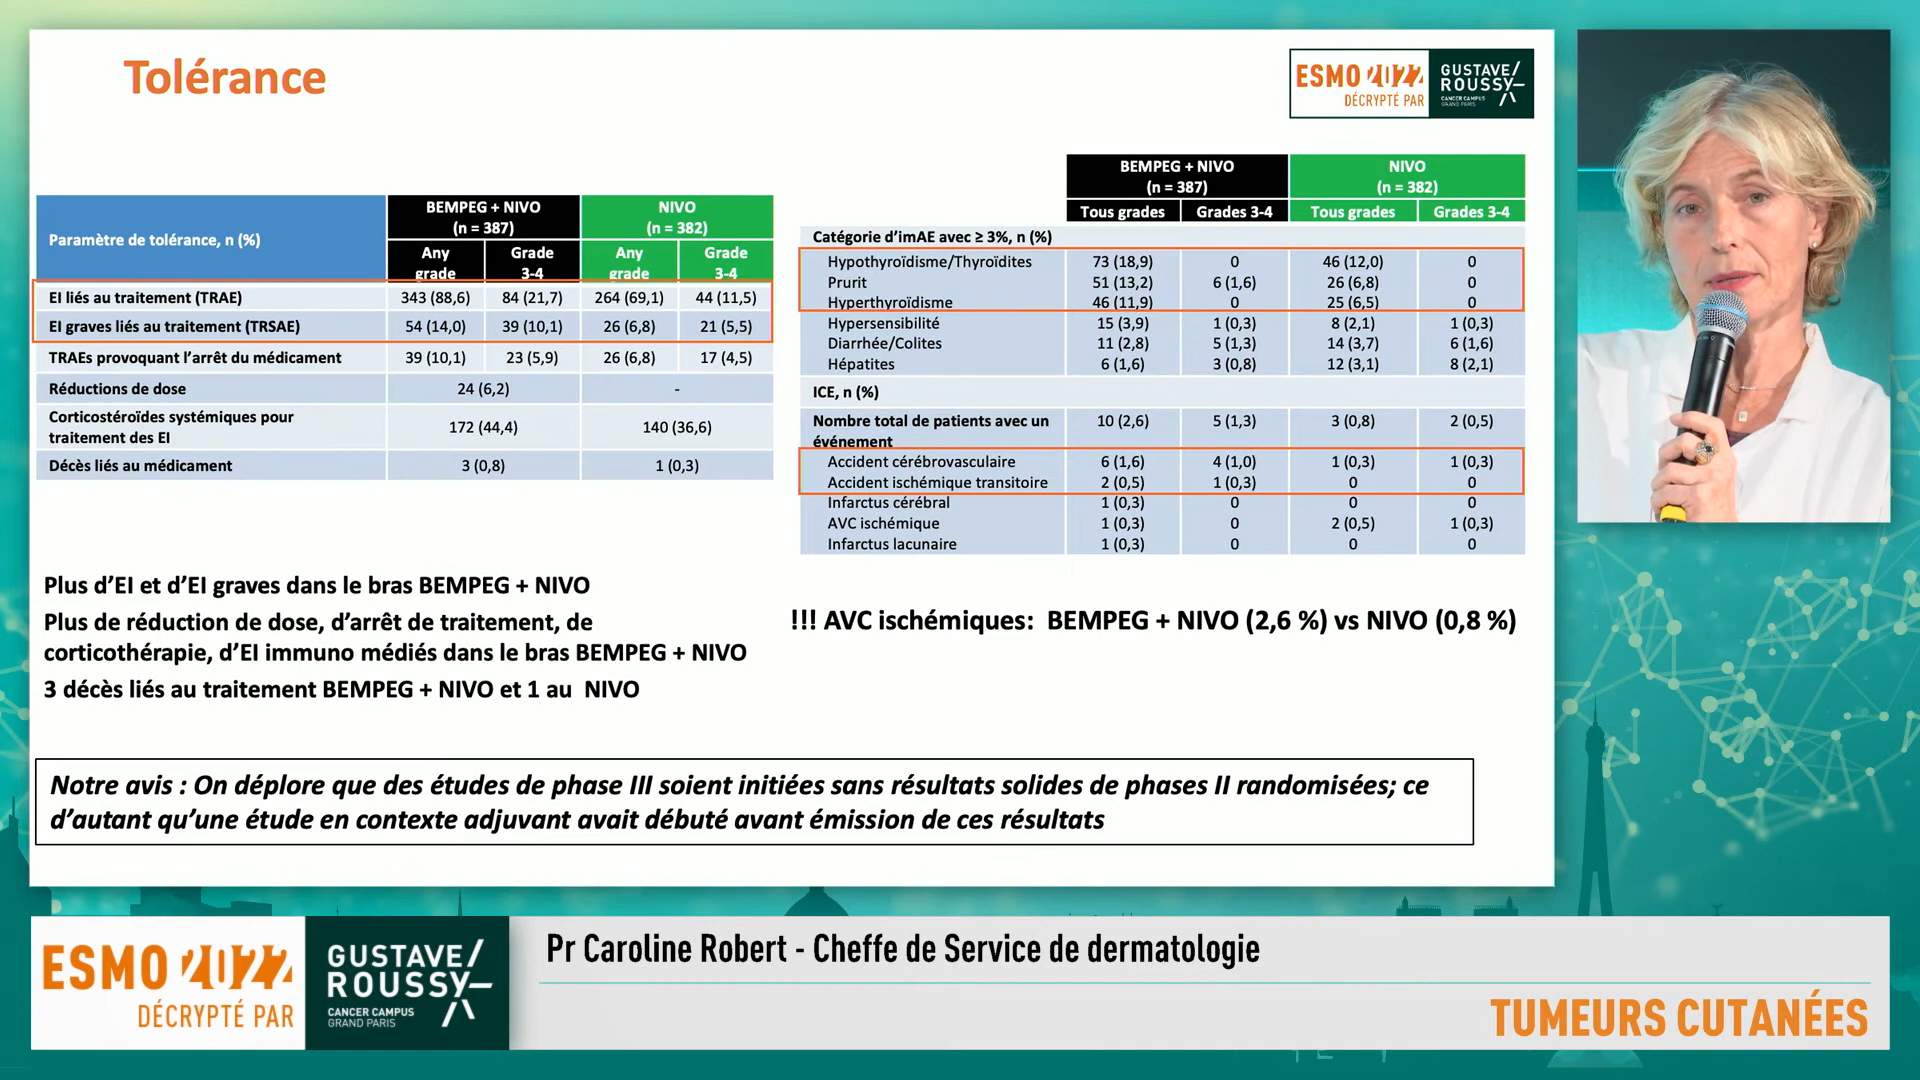 Tolérance
ESMO 2022
DÉCRYPTÉ PAR
GUSTAVE/
ROUSSY
CANCER CAMPUS
GRAND PARIS
Paramètre de tolérance, n (%)
BEMPEG + NIVO
(n = 387)
NIVO
(n = 382)
Any
grade
Grade
3-4
Any
grade
Grade
3-4
EI liés au traitement (TRAE) 343 (88,6) 84 (21,7) 264 (69,1) 44 (11,5)
EI graves liés au traitement (TRSAE) 54 (14,0) 39 (10,1) 26 (6,8) 21 (5,5)
TRAEs provoquant l'arrêt du médicament 39 (10,1) 23 (5,9) 26 (6,8) 17 (4,5)
Réductions de dose 24 (6,2) -
Corticostéroïdes systémiques pour
traitement des EI 172 (44,4) 140 (36,6)
Décès liés au médicament 3 (0,8) 1 (0,3)
BEMPEG + NIVO
(n = 387)
NIVO
(n = 382)
Tous grades Grades 3-4 Tous grades Grades 3-4
Catégorie d'imAE avec ≥ 3%, n (%)
Hypothyroïdisme/Thyroïdites 73 (18,9) 0 46 (12,0) 0
Prurit 51 (13,2) 6 (1,6) 26 (6,8) 0
Hyperthyroïdisme 46 (11,9) 0 25 (6,5) 0
Hypersensibilité 15 (3,9) 1 (0,3) 8 (2,1) 1 (0,3)
Diarrhée/Colites 11 (2,8) 5 (1,3) 14 (3,7) 6 (1,6)
Hépatites 6 (1,6) 3 (0,8) 12 (3,1) 8 (2,1)
ICE, n (%)
Nombre total de patients avec un
événement 10 (2,6) 5 (1,3) 3 (0,8) 2 (0,5)
Accident cérébrovasculaire 6 (1,6) 4 (1,0) 1 (0,3) 1 (0,3)
Accident ischémique transitoire 2 (0,5) 1 (0,3) 0 0
Infarctus cérébral 1 (0,3) 0 0 0
AVC ischémique 1 (0,3) 0 2 (0,5) 1 (0,3)
Infarctus lacunaire 1 (0,3) 0 0 0
Plus d'EI et d'EI graves dans le bras BEMPEG + NIVO
Plus de réduction de dose, d'arrêt de traitement, de
corticothérapie, d'EI immuno médiés dans le bras BEMPEG + NIVO
3 décès liés au traitement BEMPEG + NIVO et 1 au NIVO
!!! AVC ischémiques: BEMPEG + NIVO (2,6 %) vs NIVO (0,8 %)
Notre avis : On déplore que des études de phase III soient initiées sans résultats solides de phases II randomisées; ce
d'autant qu'une étude en contexte adjuvant avait débuté avant émission de ces résultats
ESMO 2022
DÉCRYPTÉ PAR
GUSTAVE/
ROUSSY
CANCER CAMPUS
GRAND PARIS
Pr Caroline Robert - Cheffe de Service de dermatologie
TUMEURS CUTANÉES